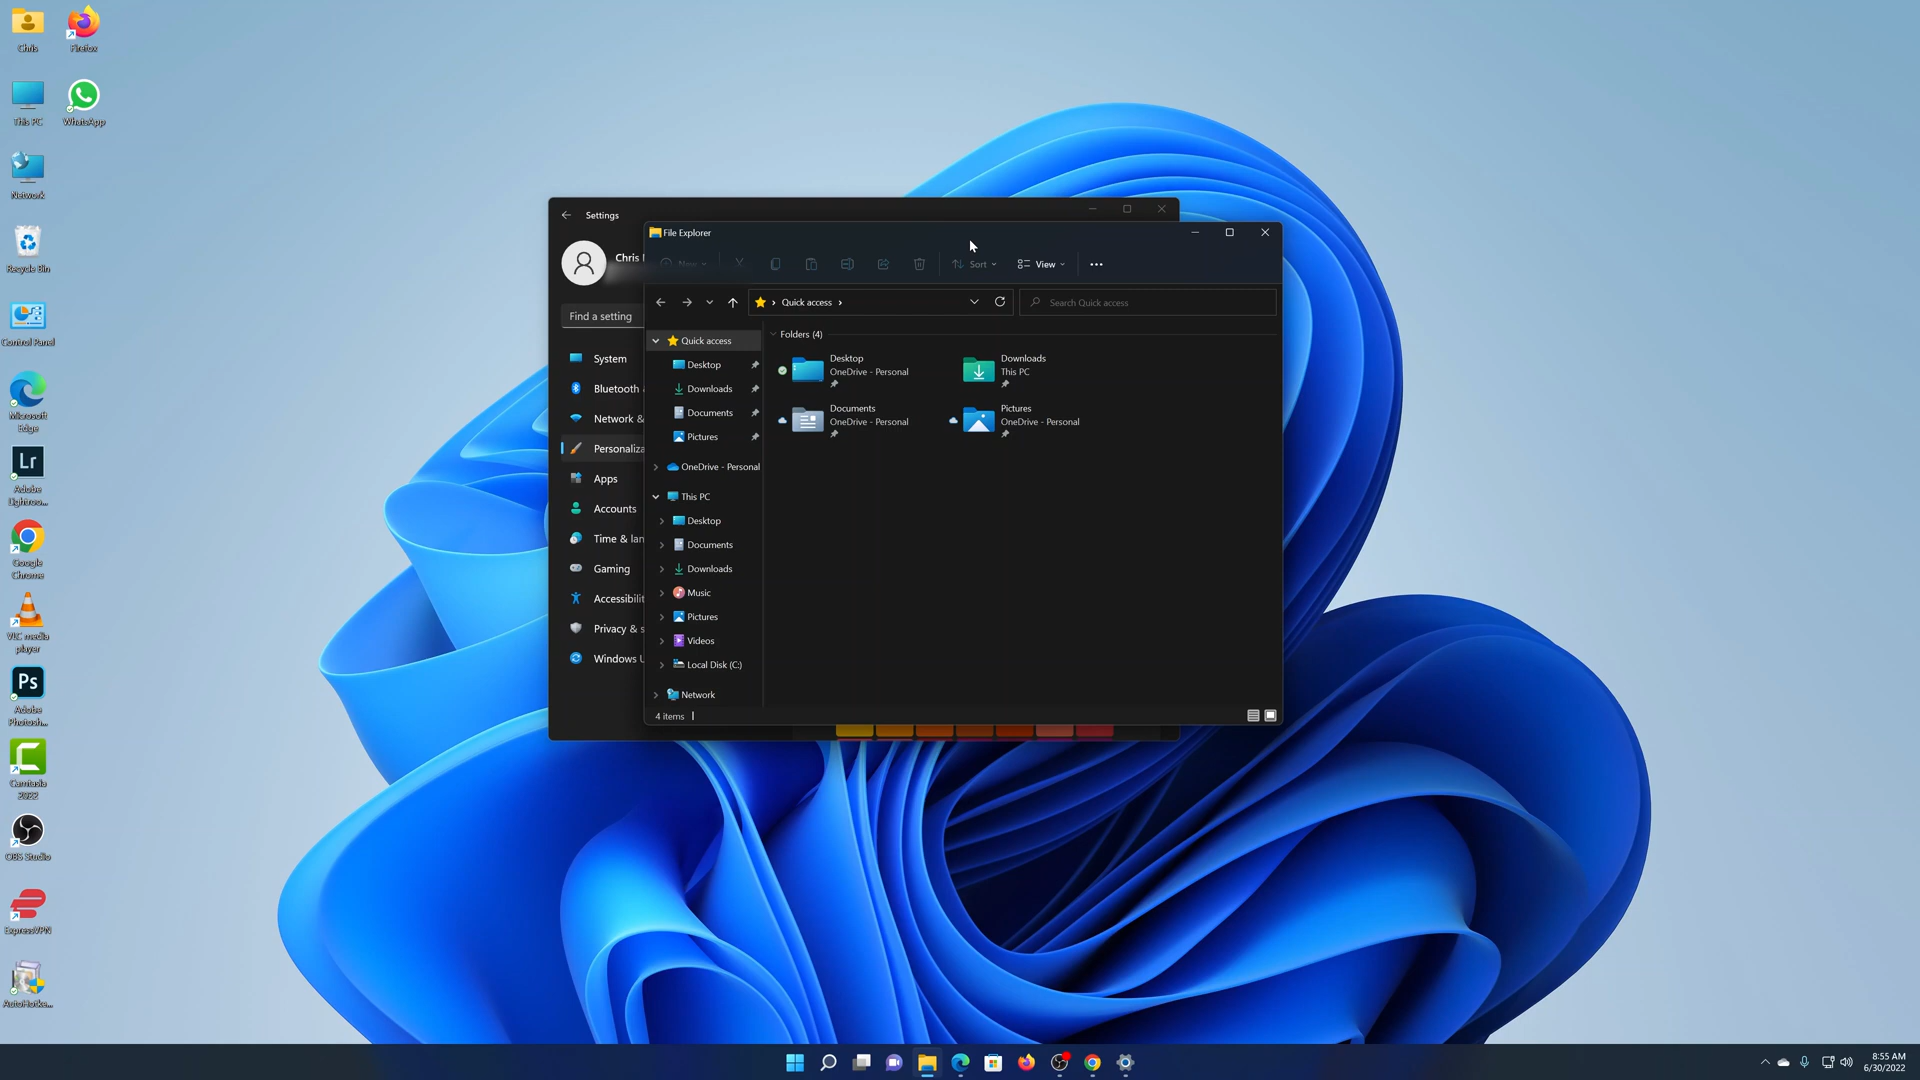 Chris
Firefox
This PC
WhatsApp
Network
Recycle Bin
Control Panel
Microsoft
Edge
Lr
Adobe
Lightroo...
Google
Chrome
VLC media
player
Ps
Adobe
Photosh...
Camtasia
2022
OBS Studio
ExpressVPN
AutoHotke...
Settings
Chris
Find a setting
System
Bluetooth
Network &
Personaliza
Apps
Accounts
Time & lan
Gaming
Accessibilit
Privacy & s
Windows U
File Explorer
New
Sort
View
Quick access
Search Quick access
Quick access
Desktop
Downloads
Documents
Pictures
OneDrive - Personal
This PC
Desktop
Documents
Downloads
Music
Pictures
Videos
Local Disk (C:)
Network
Folders (4)
Desktop
OneDrive - Personal
Downloads
This PC
Documents
OneDrive - Personal
Pictures
OneDrive - Personal
4 items
8:55 AM
6/30/2022